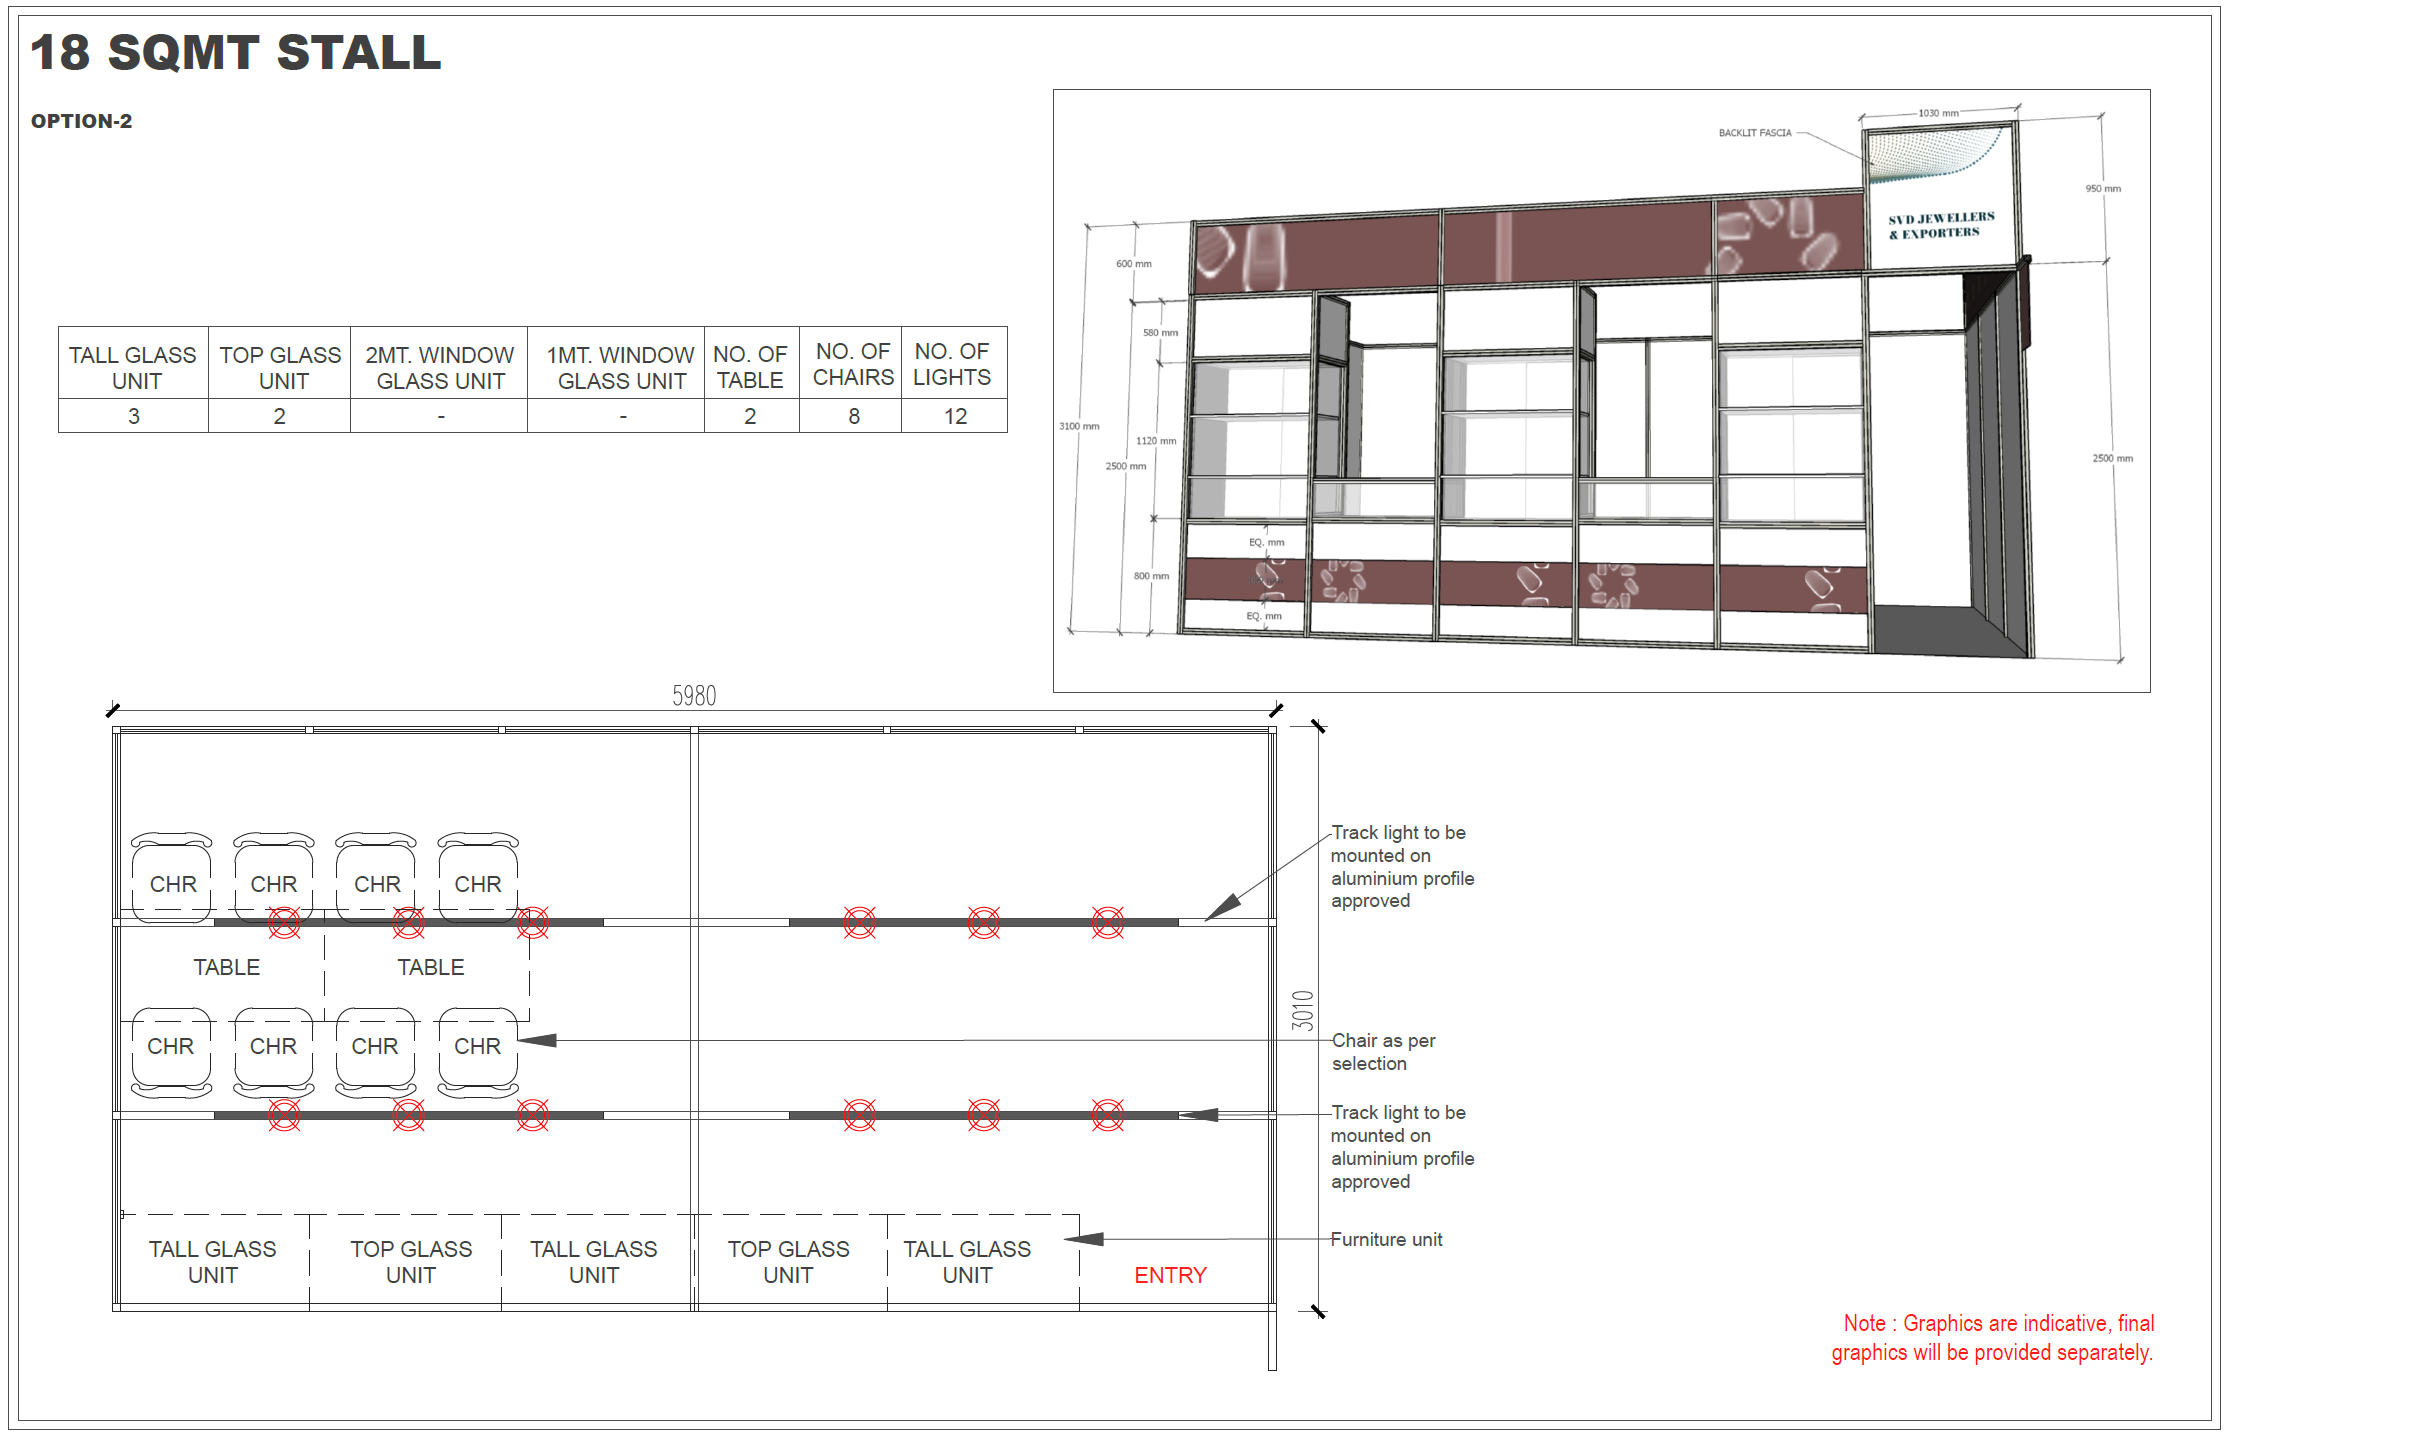 18 SQMT STALL
OPTION-2
TALL GLASS
UNIT
TOP GLASS
UNIT
2MT. WINDOW
GLASS UNIT
1MT. WINDOW
GLASS UNIT
NO. OF
TABLE
NO. OF
CHAIRS
NO. OF
LIGHTS
3
2
-
-
2
8
12
1030 mm
BACKLIT FASCIA
950 mm
SVD JEWELLERS
& EXPORTERS
600 mm
580 mm
3100 mm
1120 mm
2500 mm
2500 mm
EQ. mm
800 mm
EQ. mm
5980
CHR
CHR
CHR
CHR
Track light to be
mounted on
aluminium profile
approved
TABLE
TABLE
3010
CHR
CHR
CHR
CHR
Chair as per
selection
Track light to be
mounted on
aluminium profile
approved
TALL GLASS
UNIT
TOP GLASS
UNIT
TALL GLASS
UNIT
TOP GLASS
UNIT
TALL GLASS
UNIT
ENTRY
Furniture unit
Note : Graphics are indicative, final
graphics will be provided separately.